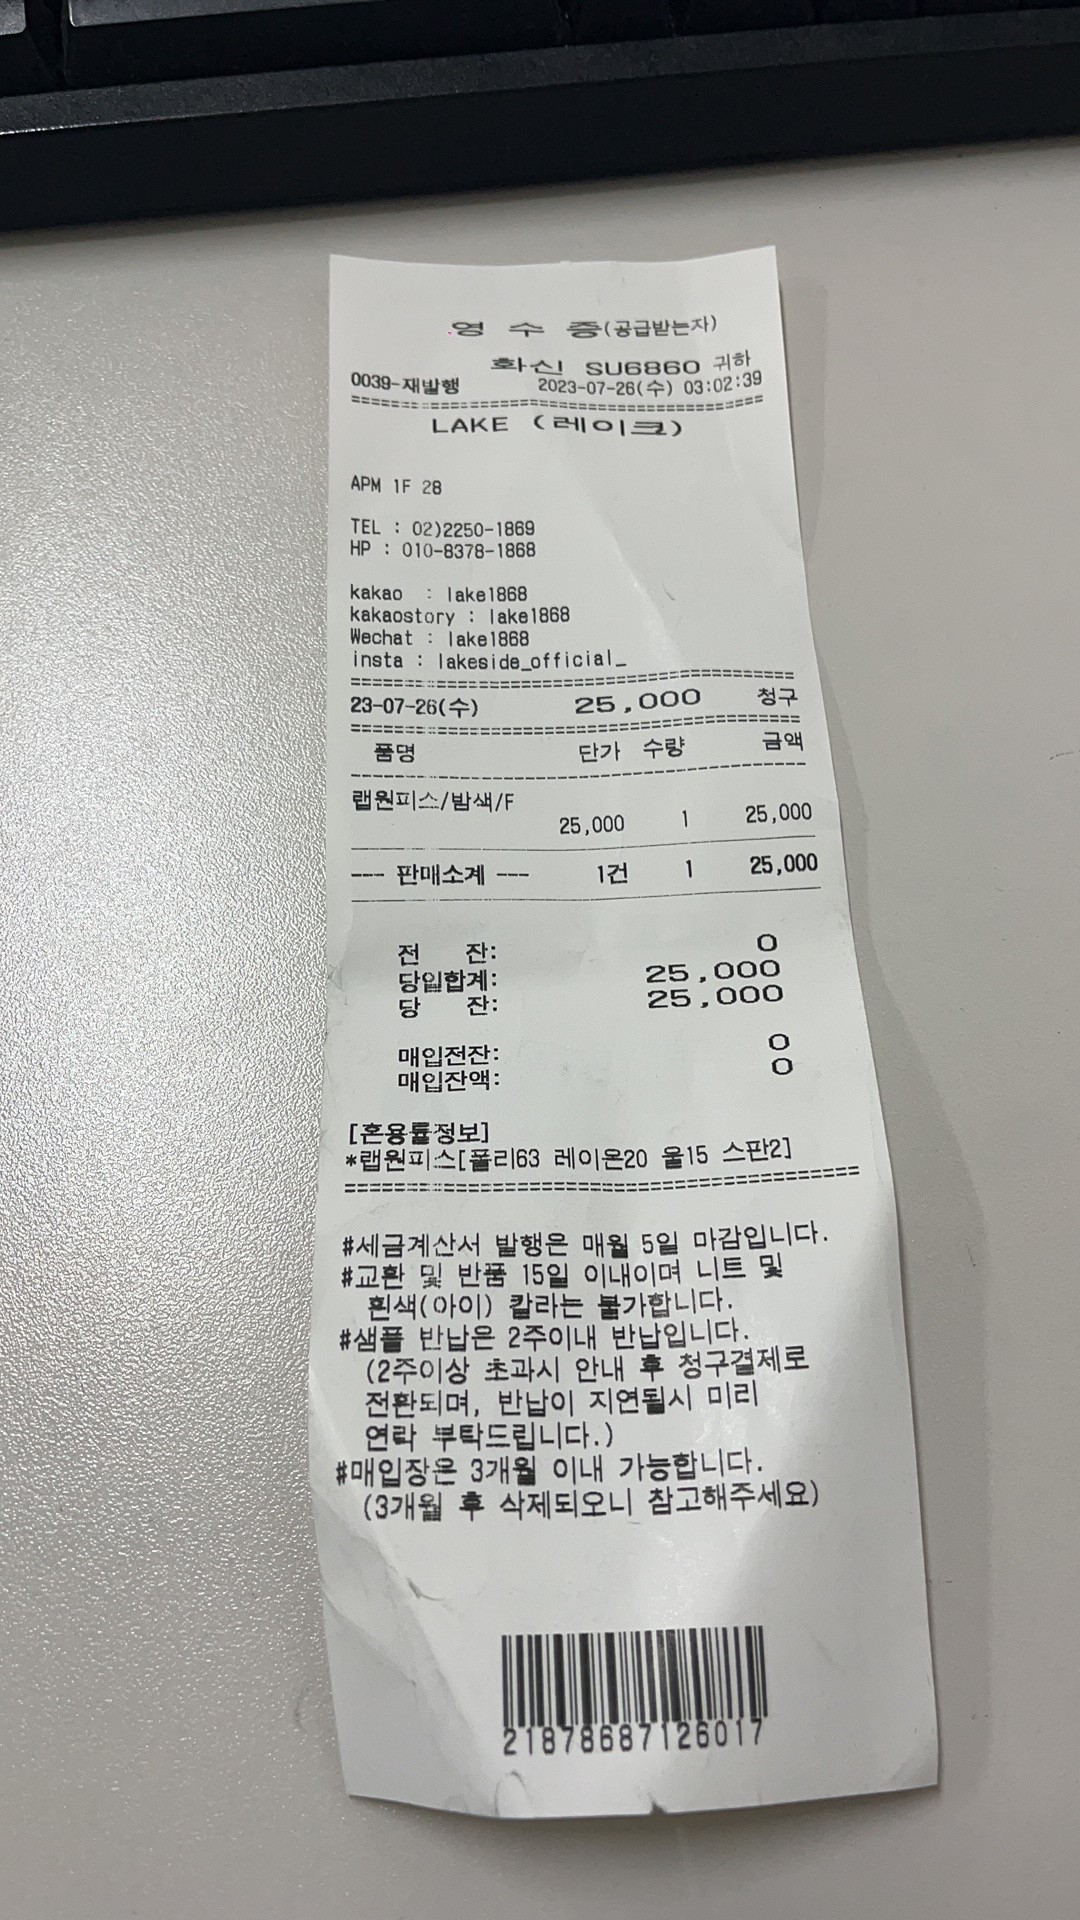 영 수 증(공급받는자)
화신 SU6860 귀하
0039-재발행 2023-07-26(수) 03:02:39
LAKE (레이크)
APM 1F 28
TEL : 02)2250-1869
HP : 010-8378-1868
kakao : lake1868
kakaostory : lake1868
Wechat : lake1868
insta : lakeside_official_
23-07-26(수) 25,000 청구
품명 단가 수량 금액
랩원피스/밤색/F
25,000 1 25,000
--- 판매소계 --- 1건 1 25,000
전 잔: 0
당일합계: 25,000
당 잔: 25,000
매입전잔: 0
매입잔액: 0
[혼용률정보]
*랩원피스[폴리63 레이온20 울15 스판2]
#세금계산서 발행은 매월 5일 마감입니다.
#교환 및 반품 15일 이내이며 니트 및
흰색(아이) 칼라는 불가합니다.
#샘플 반납은 2주이내 반납입니다.
(2주이상 초과시 안내 후 청구결제로
전환되며, 반납이 지연될시 미리
연락 부탁드립니다.)
#매입장은 3개월 이내 가능합니다.
(3개월 후 삭제되오니 참고해주세요)
21878687126017